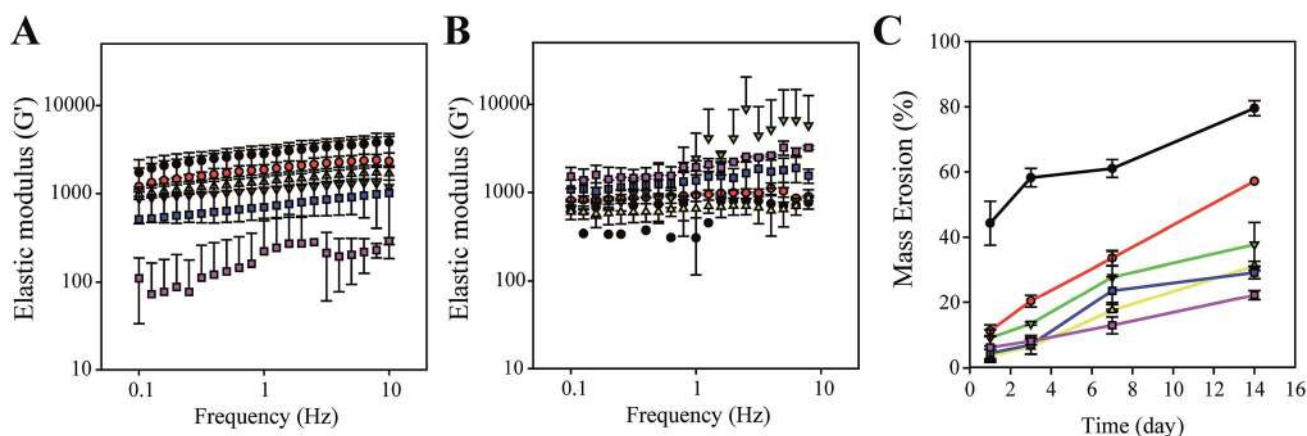 A
Elastic modulus (G')
10000
1000
100
10
0.1
1
10
Frequency (Hz)
B
Elastic modulus (G')
10000
1000
100
10
0.1
1
10
Frequency (Hz)
C
Mass Erosion (%)
100
80
60
40
20
0
0 2 4 6 8 10 12 14 16
Time (day)